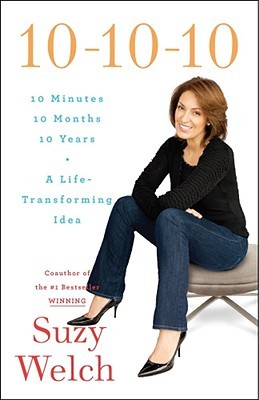 10-10-10
10 Minutes
10 Months
10 Years
•
A Life-
Transforming
Idea
Coauthor of
the #1 Bestseller
WINNING
Suzy
Welch